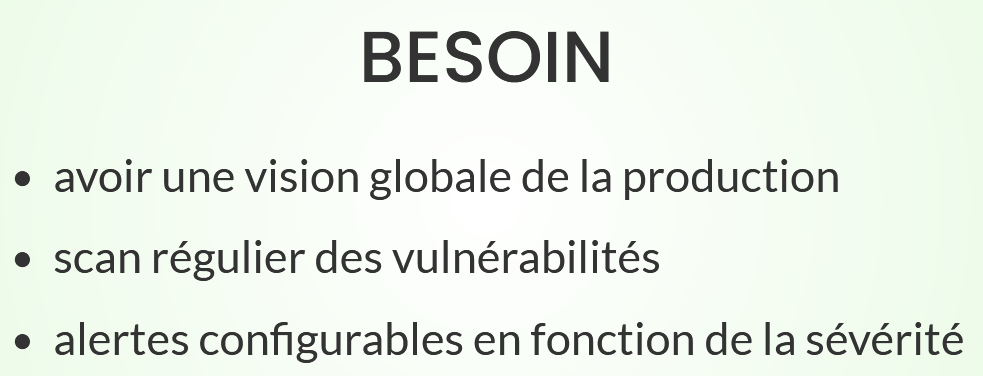 BESOIN
• avoir une vision globale de la production
• scan régulier des vulnérabilités
• alertes configurables en fonction de la sévérité